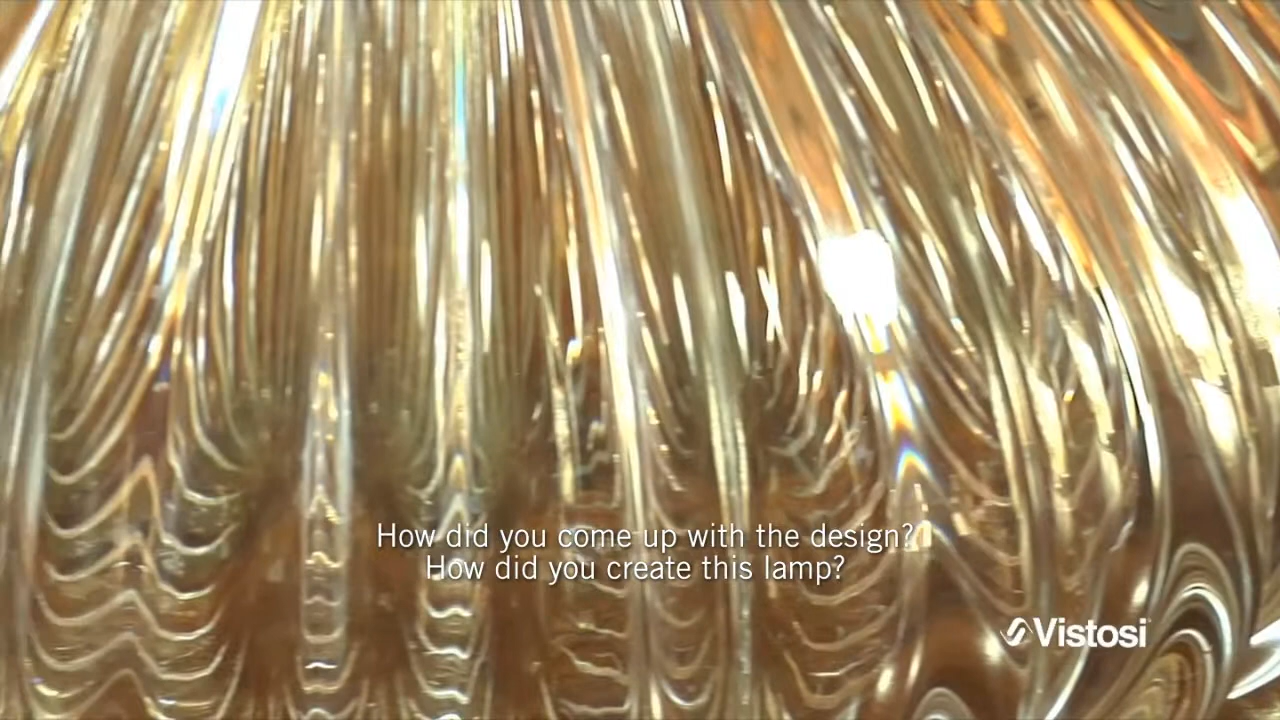 How did you come up with the design?
How did you create this lamp?
Vistosi